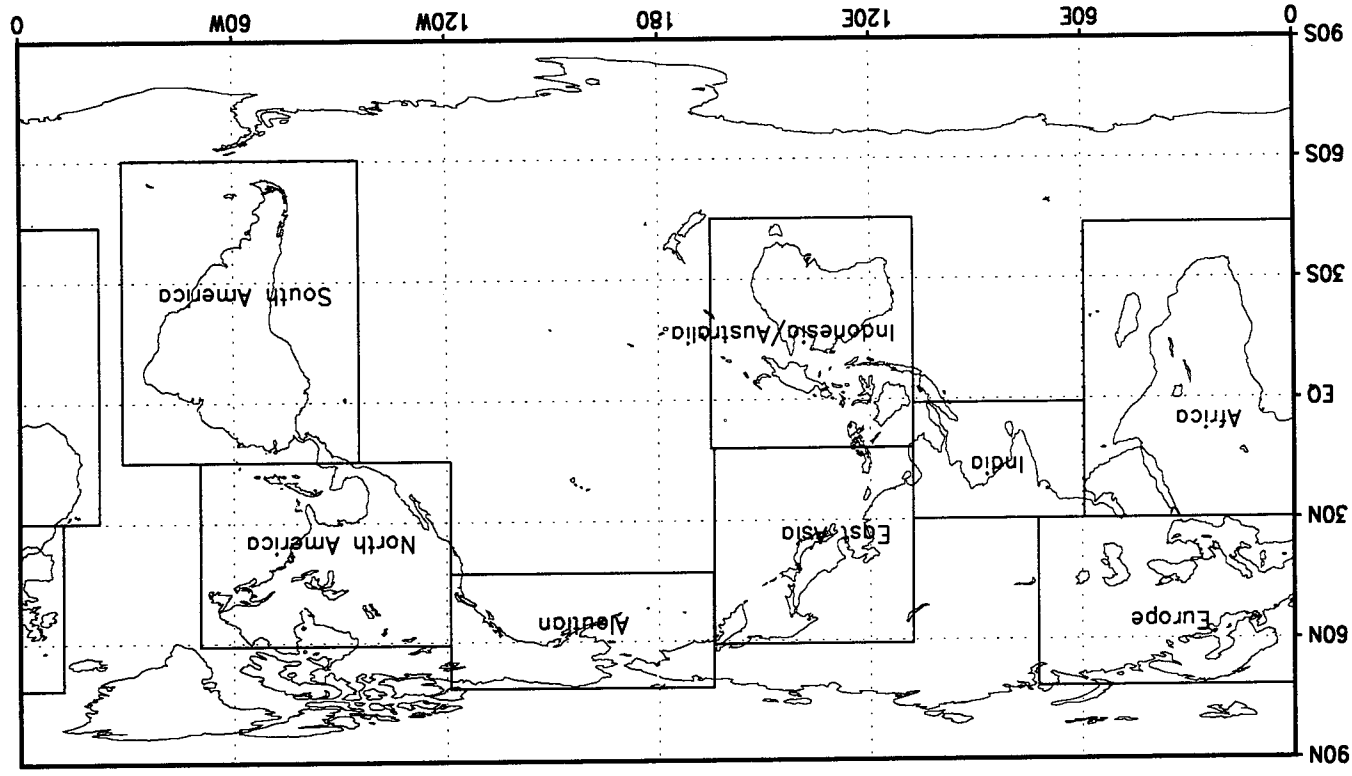 90N
60N
30N
EQ
30S
60S
90S
Europe
Aleutian
East Asia
North America
India
Africa
Indonesia/Australia
South America
0
60E
120E
180
120W
60W
0